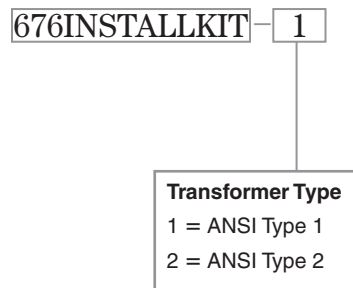 676INSTALLKIT – 1
Transformer Type
1 = ANSI Type 1
2 = ANSI Type 2